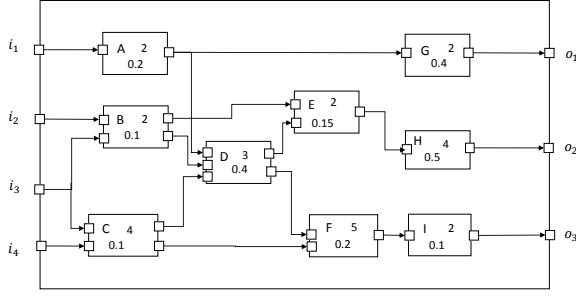 i₁
A 2
0.2
G 2
0.4
o₁
i₂
B 2
0.1
E 2
0.15
D 3
0.4
H 4
0.5
o₂
i₃
C 4
0.1
F 5
0.2
I 2
0.1
o₃
i₄